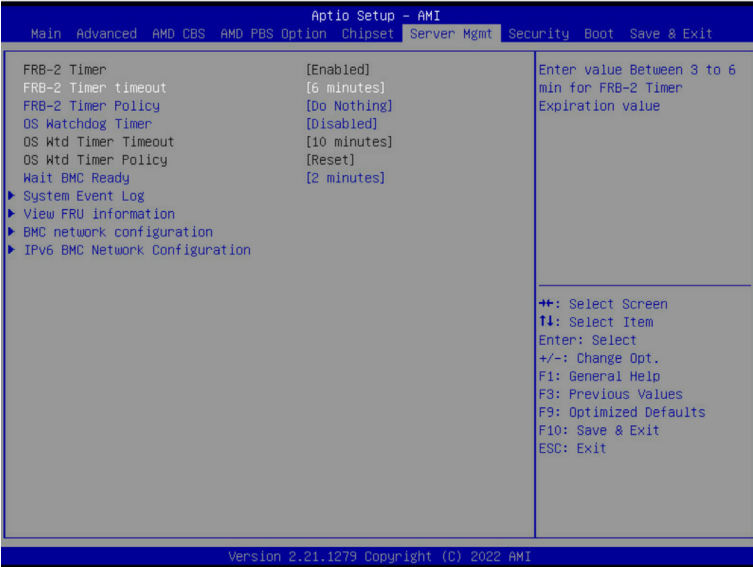 Aptio Setup – AMI
Main Advanced AMD CBS AMD PBS Option Chipset Server Mgmt Security Boot Save & Exit
FRB-2 Timer [Enabled]
FRB-2 Timer timeout [6 minutes]
FRB-2 Timer Policy [Do Nothing]
OS Watchdog Timer [Disabled]
OS Wtd Timer Timeout [10 minutes]
OS Wtd Timer Policy [Reset]
Wait BMC Ready [2 minutes]
System Event Log
View FRU information
BMC network configuration
IPv6 BMC Network Configuration
Enter value Between 3 to 6
min for FRB-2 Timer
Expiration value
→←: Select Screen
↑↓: Select Item
Enter: Select
+/-: Change Opt.
F1: General Help
F3: Previous Values
F9: Optimized Defaults
F10: Save & Exit
ESC: Exit
Version 2.21.1279 Copyright (C) 2022 AMI